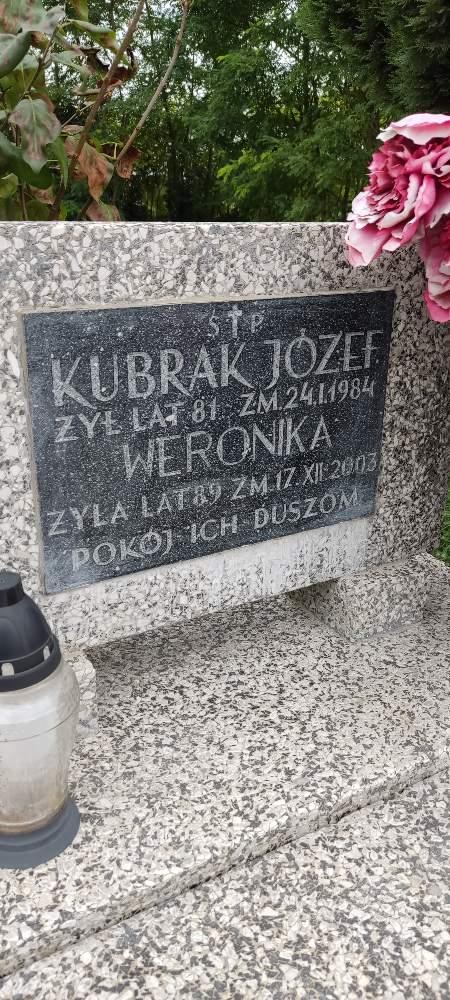 Ś † P
KUBRAK JÓZEF
ŻYŁ LAT 81 ZM.24.I.1984
WERONIKA
ŻYŁA LAT 89 ZM 17.XII.2003
POKÓJ ICH DUSZOM